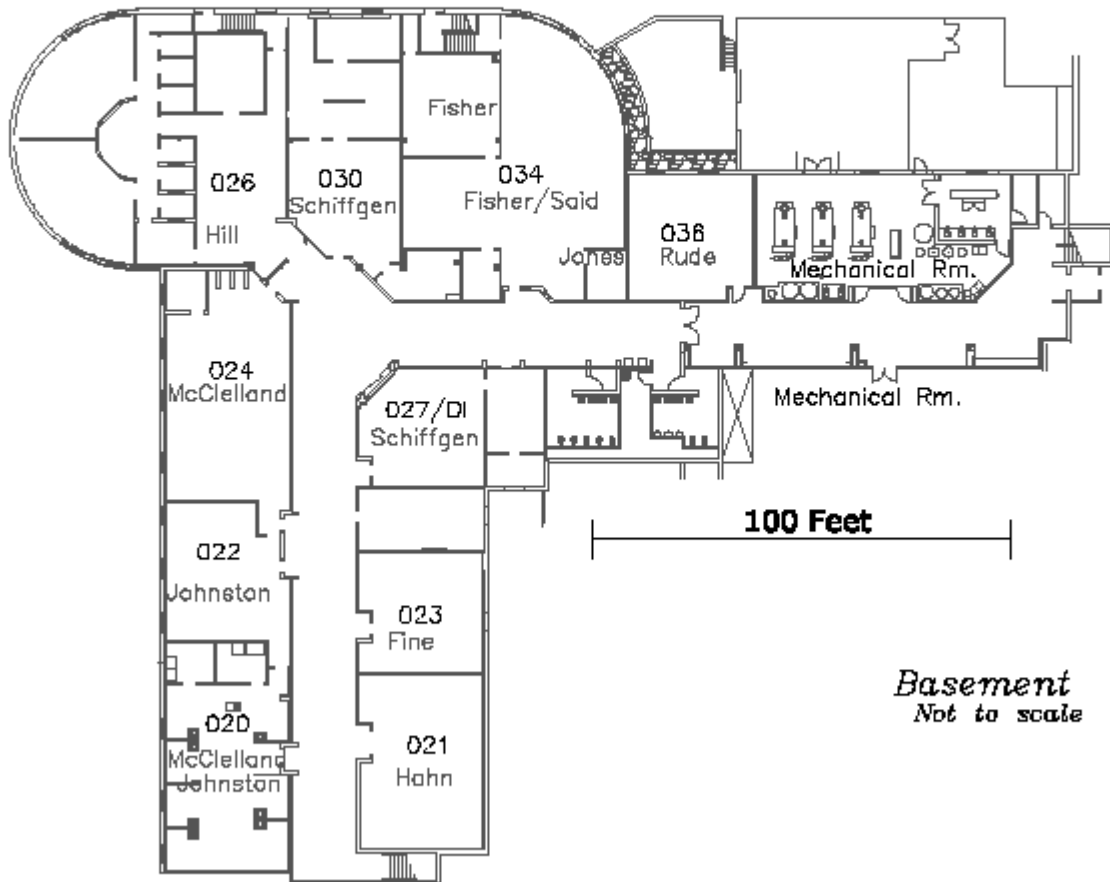 Fisher
026
030
034
Schiffgen
Fisher/Said
Hill
036
Jones
Rude
Mechanical Rm.
024
McClelland
027/DI
Schiffgen
Mechanical Rm.
100 Feet
022
Johnston
023
Fine
Basement
Not to scale
020
McClelland
Johnston
021
Hahn